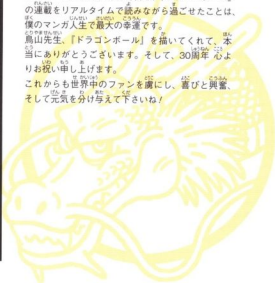 の連載をリアルタイムで読みながら過ごせたことは、
僕のマンガ人生で最大の幸運です。
鳥山先生、『ドラゴンボール』を描いてくれて、本
当にありがとうございます。そして、30周年 心よ
りお祝い申し上げます。
これからも世界中のファンを虜にし、喜びと興奮、
そして元気を分け与えて下さいね!